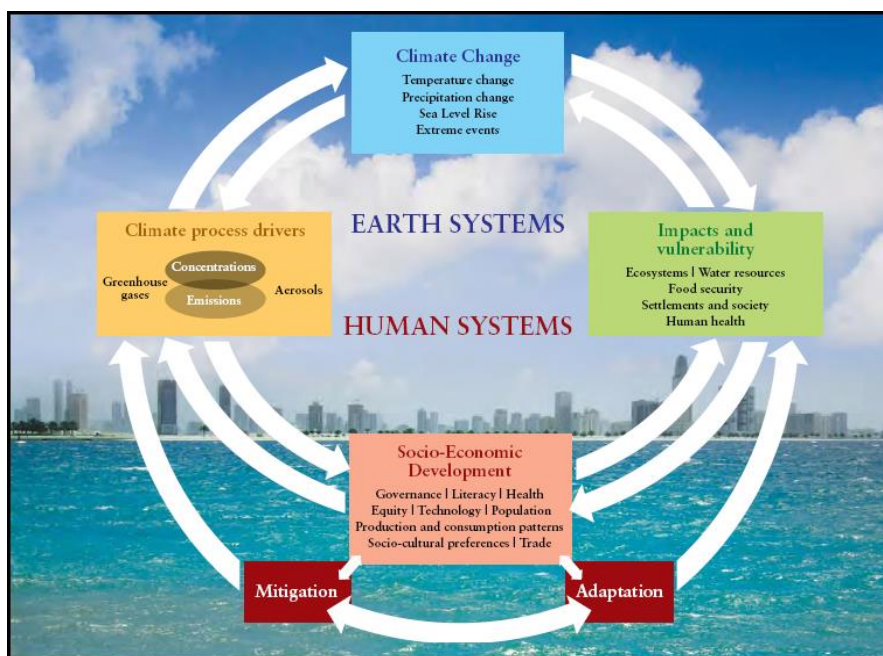 Climate Change
Temperature change
Precipitation change
Sea Level Rise
Extreme events
Climate process drivers
Concentrations
Greenhouse
gases
Emissions
Aerosols
EARTH SYSTEMS
HUMAN SYSTEMS
Impacts and
vulnerability
Ecosystems | Water resources
Food security
Settlements and society
Human health
Socio-Economic
Development
Governance | Literacy | Health
Equity | Technology | Population
Production and consumption patterns
Socio-cultural preferences | Trade
Mitigation
Adaptation